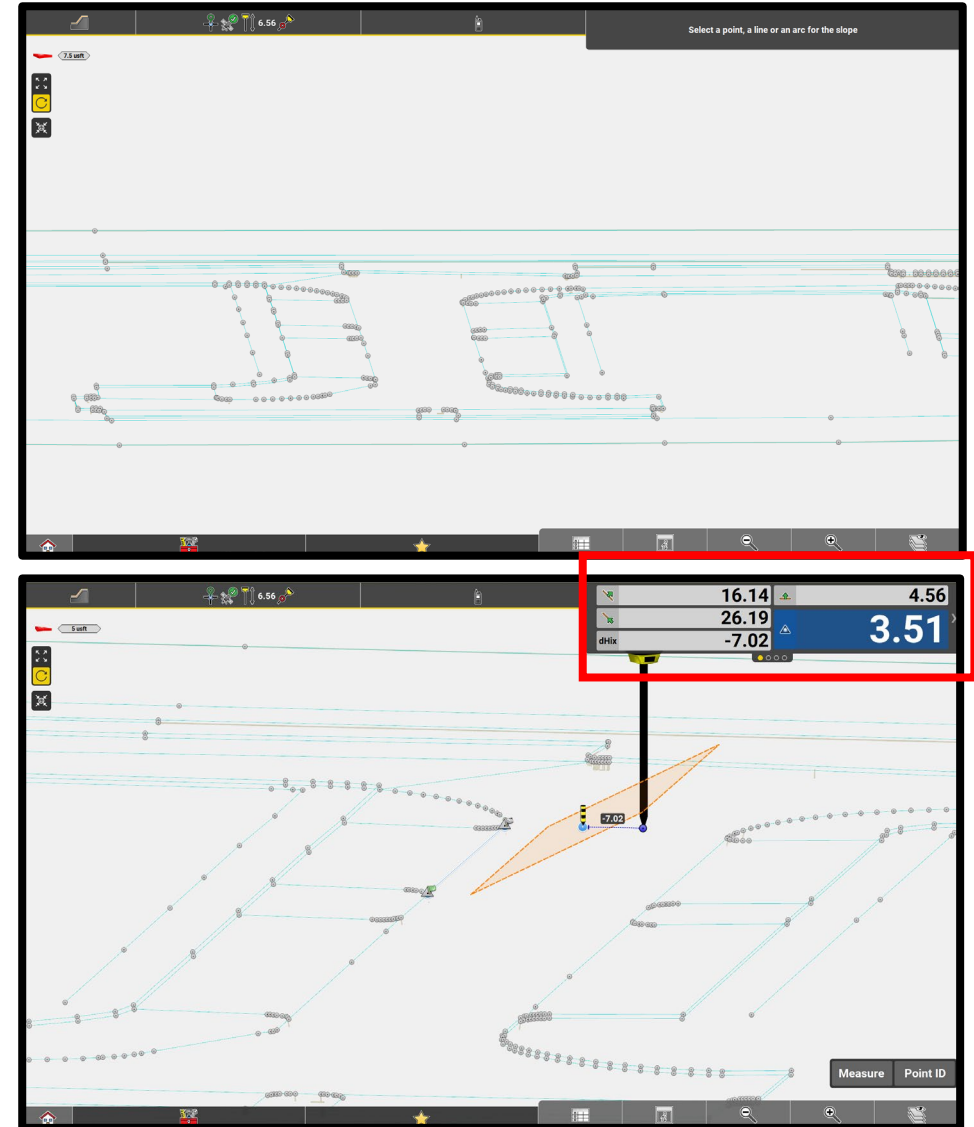 6.56
Select a point, a line or an arc for the slope
7.5 usft
6.56
16.14
4.56
26.19
3.51
dHix
-7.02
5 usft
-7.02
Measure
Point ID